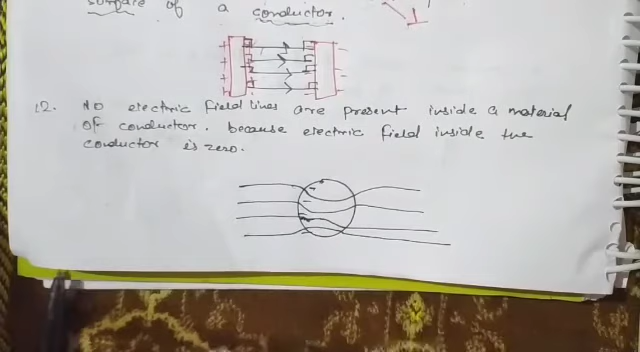 surface of a conductor.
12. No electric field lines are present inside a material
of conductor. because electric field inside the
conductor is zero.